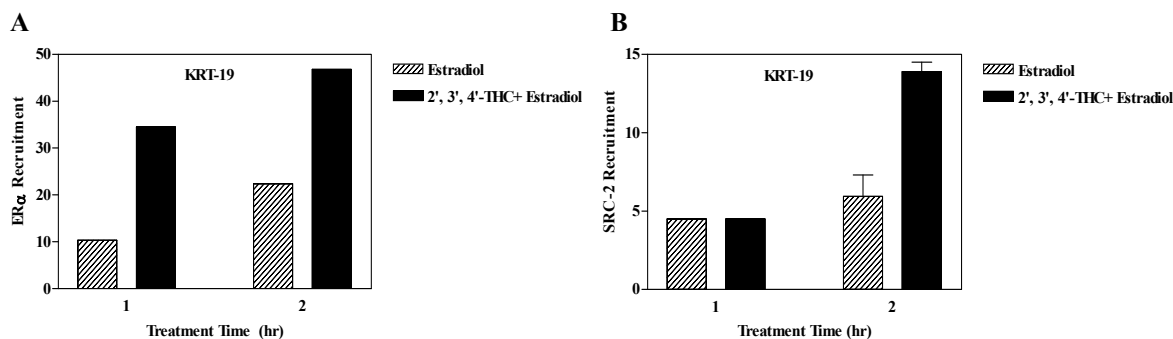 A
ERα Recruitment
50
40
30
20
10
0
KRT-19
1
2
Treatment Time (hr)
Estradiol
2', 3', 4'-THC+ Estradiol
B
SRC-2 Recruitment
15
10
5
0
KRT-19
1
2
Treatment Time (hr)
Estradiol
2', 3', 4'-THC+ Estradiol